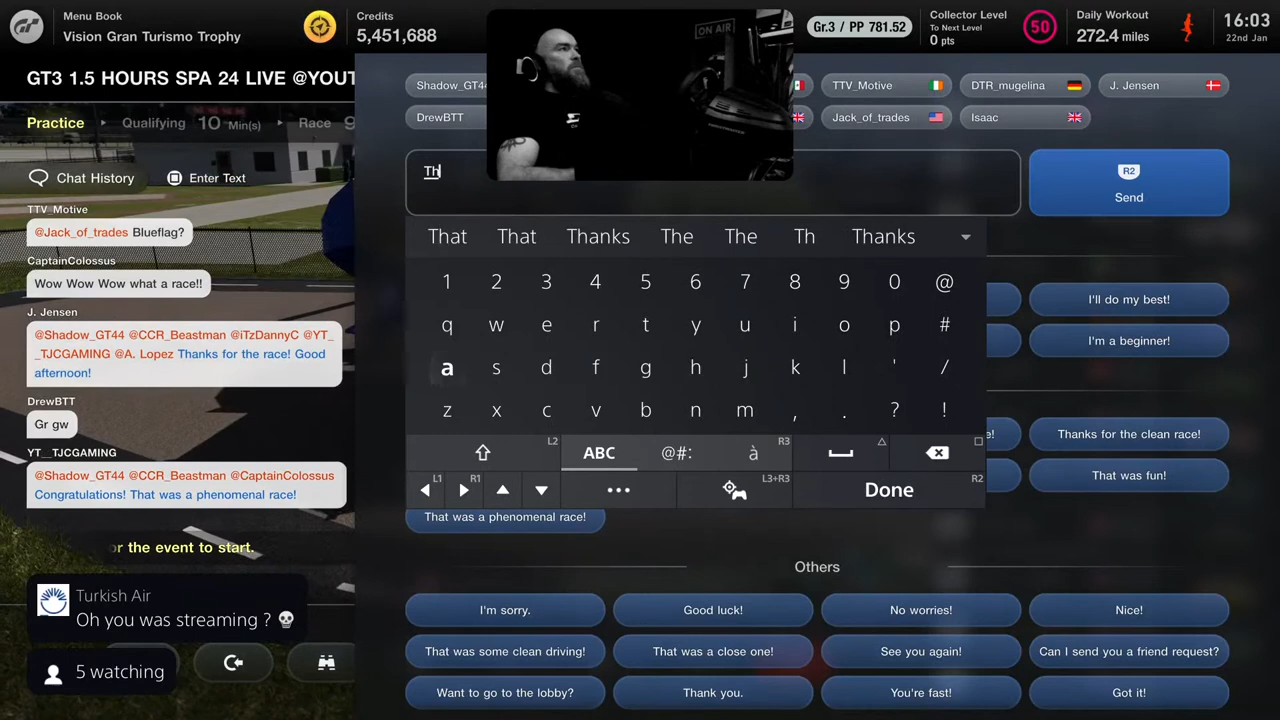 Menu Book
Vision Gran Turismo Trophy
Credits
5,451,688
ON AIR
Gr.3 / PP 781.52
Collector Level
To Next Level
0 pts
50
Daily Workout
272.4 miles
16:03
22nd Jan
GT3 1.5 HOURS SPA 24 LIVE @YOUT
Practice
Qualifying 10 Min(s)
Race 9
Shadow_GT44
TTV_Motive
DTR_mugelina
J. Jensen
DrewBTT
Jack_of_trades
Isaac
Chat History
Enter Text
TTV_Motive
@Jack_of_trades Blueflag?
CaptainColossus
Wow Wow Wow what a race!!
J. Jensen
@Shadow_GT44 @CCR_Beastman @iTzDannyC @YT_
_TJCGAMING @A. Lopez Thanks for the race! Good
afternoon!
DrewBTT
Gr gw
YT__TJCGAMING
@Shadow_GT44 @CCR_Beastman @CaptainColossus
Congratulations! That was a phenomenal race!
or the event to start.
Turkish Air
Oh you was streaming ? 💀
5 watching
Th
R2
Send
That That Thanks The The Th Thanks
1 2 3 4 5 6 7 8 9 0 @
q w e r t y u i o p #
a s d f g h j k l ' /
z x c v b n m , . ? !
L2
ABC
@#:
à
R3
L1
R1
...
L3+R3
Done
R2
I'll do my best!
I'm a beginner!
e!
Thanks for the clean race!
That was fun!
That was a phenomenal race!
Others
I'm sorry.
Good luck!
No worries!
Nice!
That was some clean driving!
That was a close one!
See you again!
Can I send you a friend request?
Want to go to the lobby?
Thank you.
You're fast!
Got it!